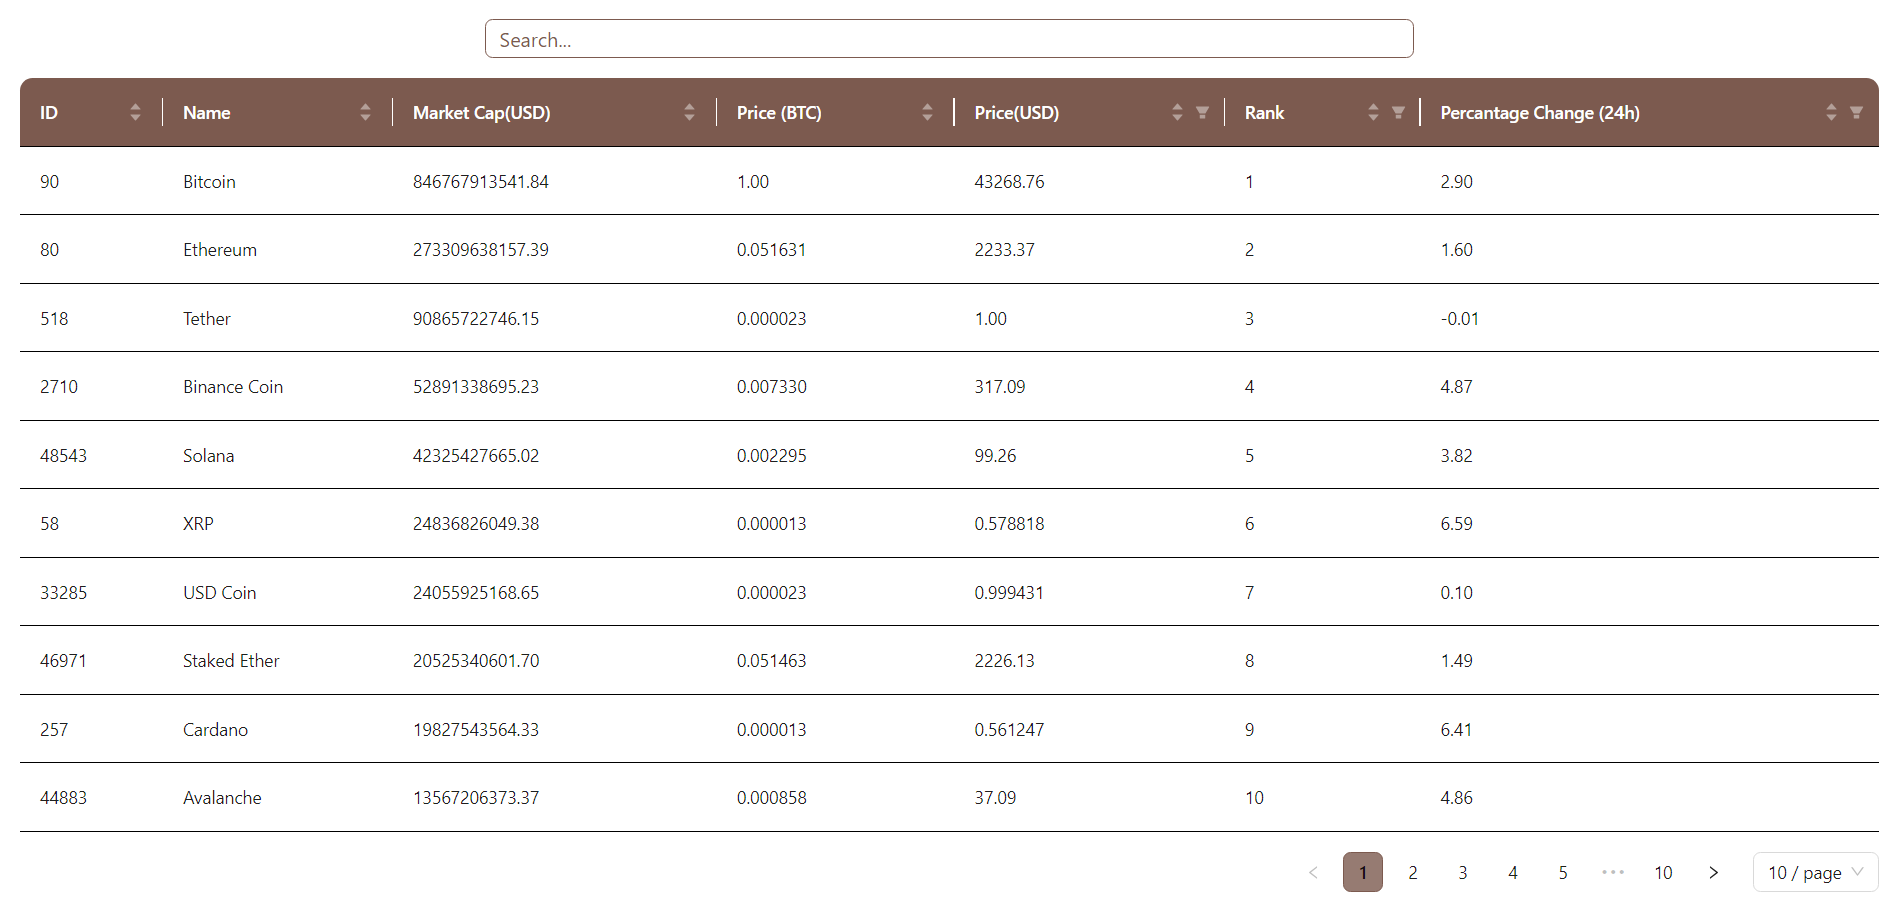 Search...
ID Name Market Cap(USD) Price (BTC) Price(USD) Rank Percantage Change (24h)
90 Bitcoin 846767913541.84 1.00 43268.76 1 2.90
80 Ethereum 273309638157.39 0.051631 2233.37 2 1.60
518 Tether 90865722746.15 0.000023 1.00 3 -0.01
2710 Binance Coin 52891338695.23 0.007330 317.09 4 4.87
48543 Solana 42325427665.02 0.002295 99.26 5 3.82
58 XRP 24836826049.38 0.000013 0.578818 6 6.59
33285 USD Coin 24055925168.65 0.000023 0.999431 7 0.10
46971 Staked Ether 20525340601.70 0.051463 2226.13 8 1.49
257 Cardano 19827543564.33 0.000013 0.561247 9 6.41
44883 Avalanche 13567206373.37 0.000858 37.09 10 4.86
< 1 2 3 4 5 ••• 10 > 10 / page